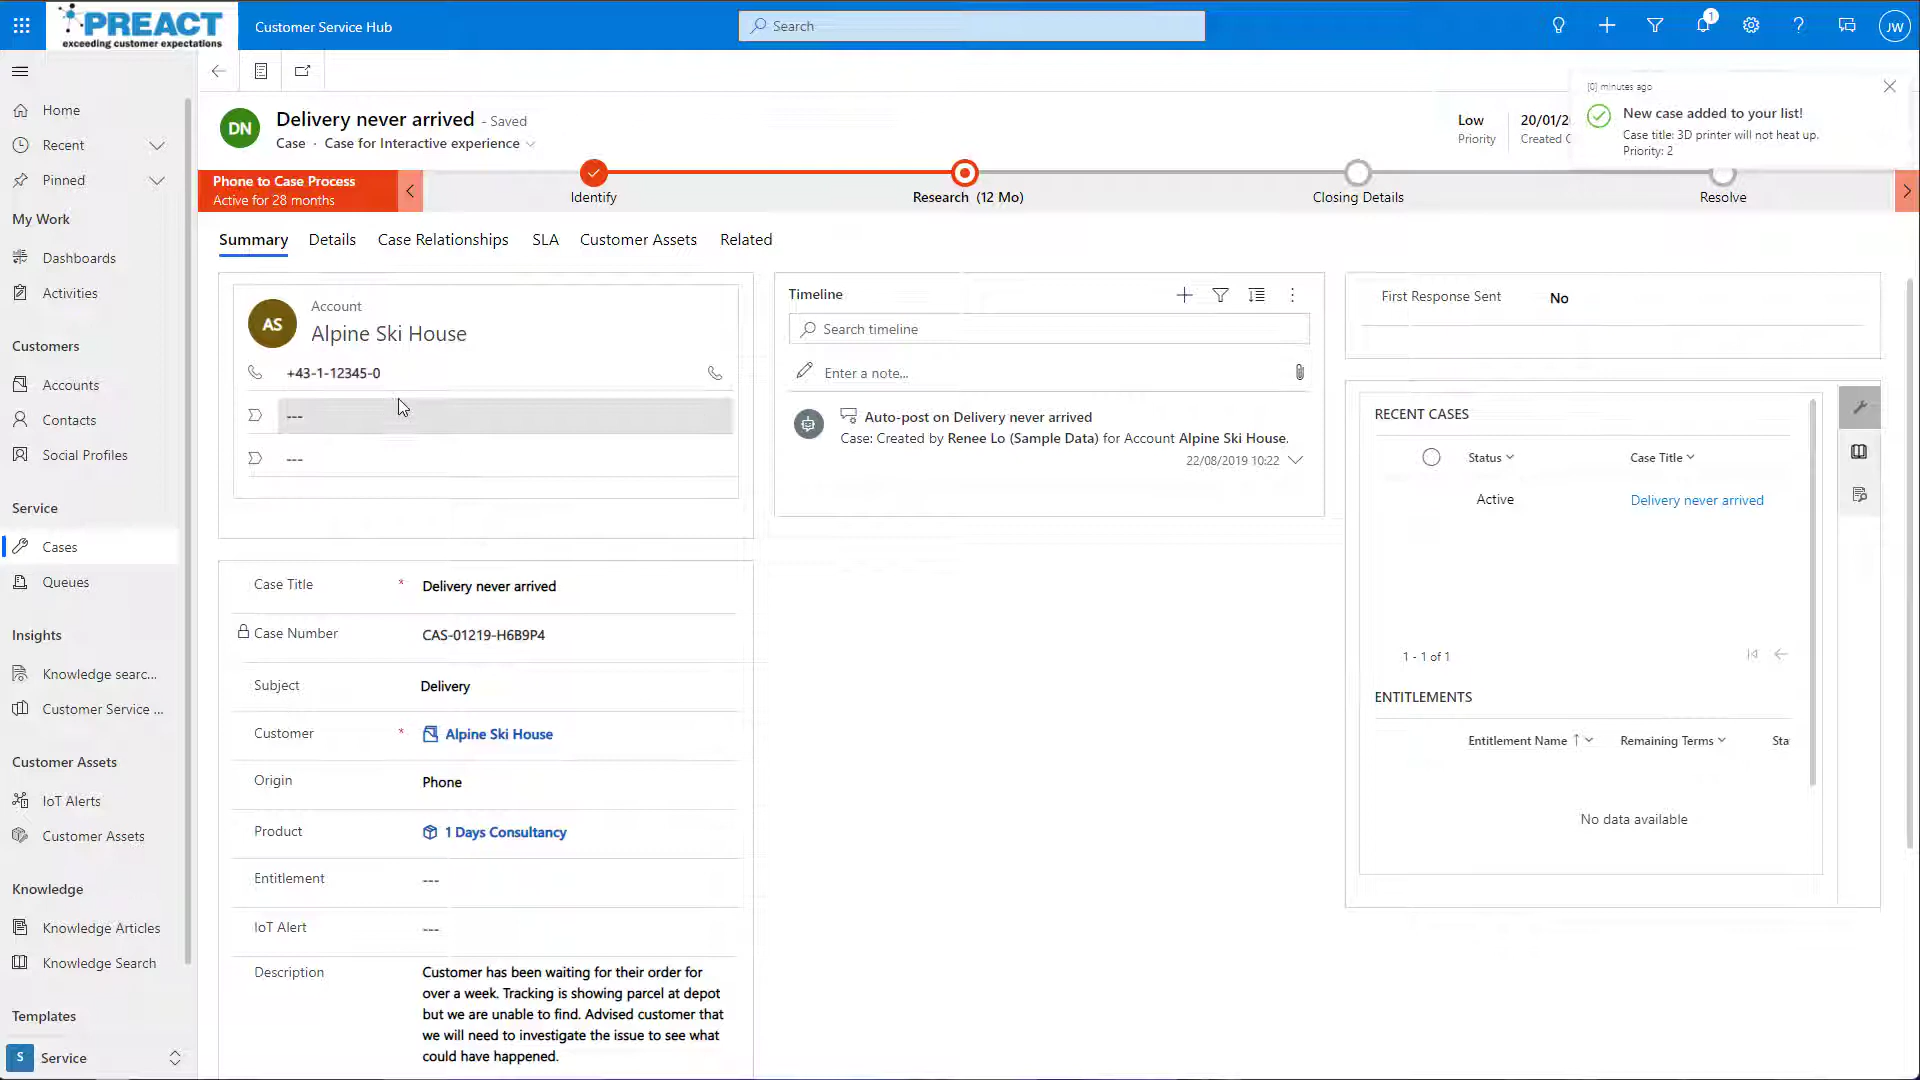 PREACT
exceeding customer expectations
Customer Service Hub
Search
1
JW
Home
Recent
Pinned
My Work
Dashboards
Activities
Customers
Accounts
Contacts
Social Profiles
Service
Cases
Queues
Insights
Knowledge searc...
Customer Service ...
Customer Assets
IoT Alerts
Customer Assets
Knowledge
Knowledge Articles
Knowledge Search
Templates
S Service
DN
Delivery never arrived - Saved
Case · Case for Interactive experience
Low
Priority
20/01/2
Created O
[0] minutes ago
New case added to your list!
Case title: 3D printer will not heat up.
Priority: 2
Phone to Case Process
Active for 28 months
Identify
Research (12 Mo)
Closing Details
Resolve
Summary Details Case Relationships SLA Customer Assets Related
AS
Account
Alpine Ski House
+43-1-12345-0
---
---
Case Title * Delivery never arrived
Case Number CAS-01219-H6B9P4
Subject Delivery
Customer * Alpine Ski House
Origin Phone
Product 1 Days Consultancy
Entitlement ---
IoT Alert ---
Description Customer has been waiting for their order for
over a week. Tracking is showing parcel at depot
but we are unable to find. Advised customer that
we will need to investigate the issue to see what
could have happened.
Timeline
Search timeline
Enter a note...
Auto-post on Delivery never arrived
Case: Created by Renee Lo (Sample Data) for Account Alpine Ski House.
22/08/2019 10:22
First Response Sent No
RECENT CASES
Status Case Title
Active Delivery never arrived
1 - 1 of 1
ENTITLEMENTS
Entitlement Name ↑ Remaining Terms Sta
No data available